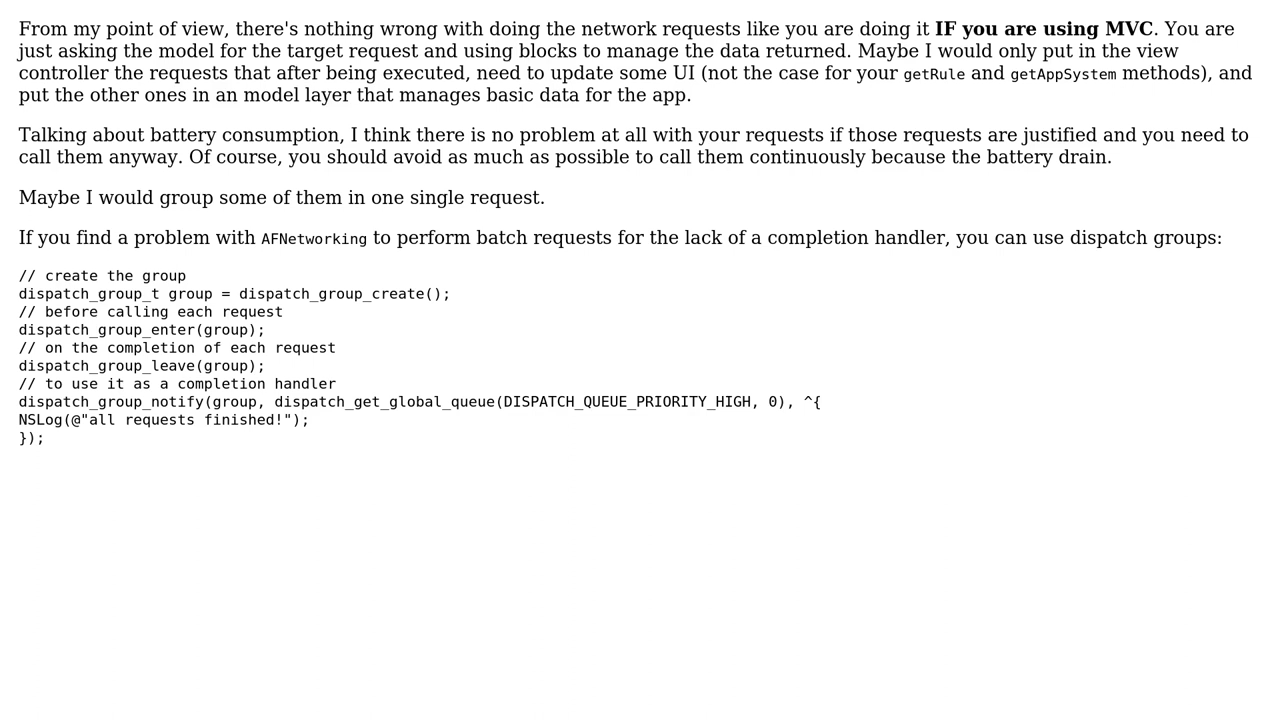 From my point of view, there's nothing wrong with doing the network requests like you are doing it IF you are using MVC. You are
just asking the model for the target request and using blocks to manage the data returned. Maybe I would only put in the view
controller the requests that after being executed, need to update some UI (not the case for your getRule and getAppSystem methods), and
put the other ones in an model layer that manages basic data for the app.
Talking about battery consumption, I think there is no problem at all with your requests if those requests are justified and you need to
call them anyway. Of course, you should avoid as much as possible to call them continuously because the battery drain.
Maybe I would group some of them in one single request.
If you find a problem with AFNetworking to perform batch requests for the lack of a completion handler, you can use dispatch groups:
// create the group
dispatch_group_t group = dispatch_group_create();
// before calling each request
dispatch_group_enter(group);
// on the completion of each request
dispatch_group_leave(group);
// to use it as a completion handler
dispatch_group_notify(group, dispatch_get_global_queue(DISPATCH_QUEUE_PRIORITY_HIGH, 0), ^{
NSLog(@"all requests finished!");
});